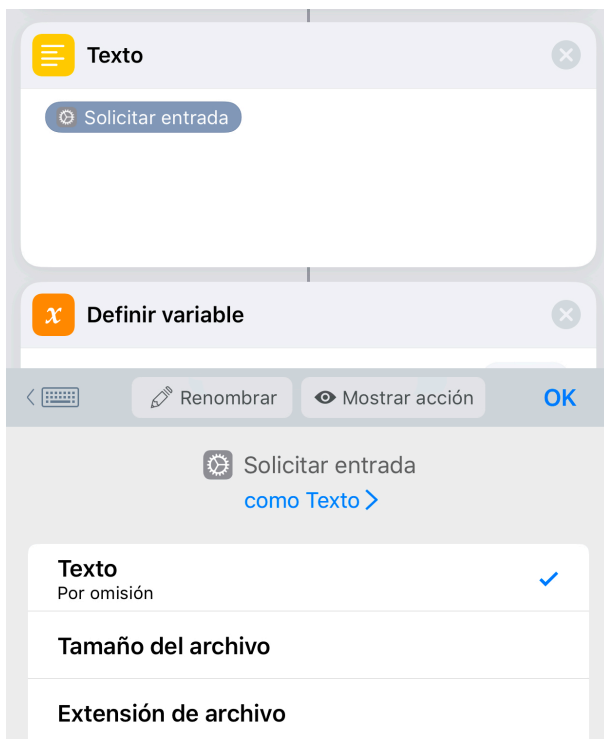 Texto
Solicitar entrada
x Definir variable
Renombrar
Mostrar acción
OK
Solicitar entrada
como Texto
Texto
Por omisión
Tamaño del archivo
Extensión de archivo